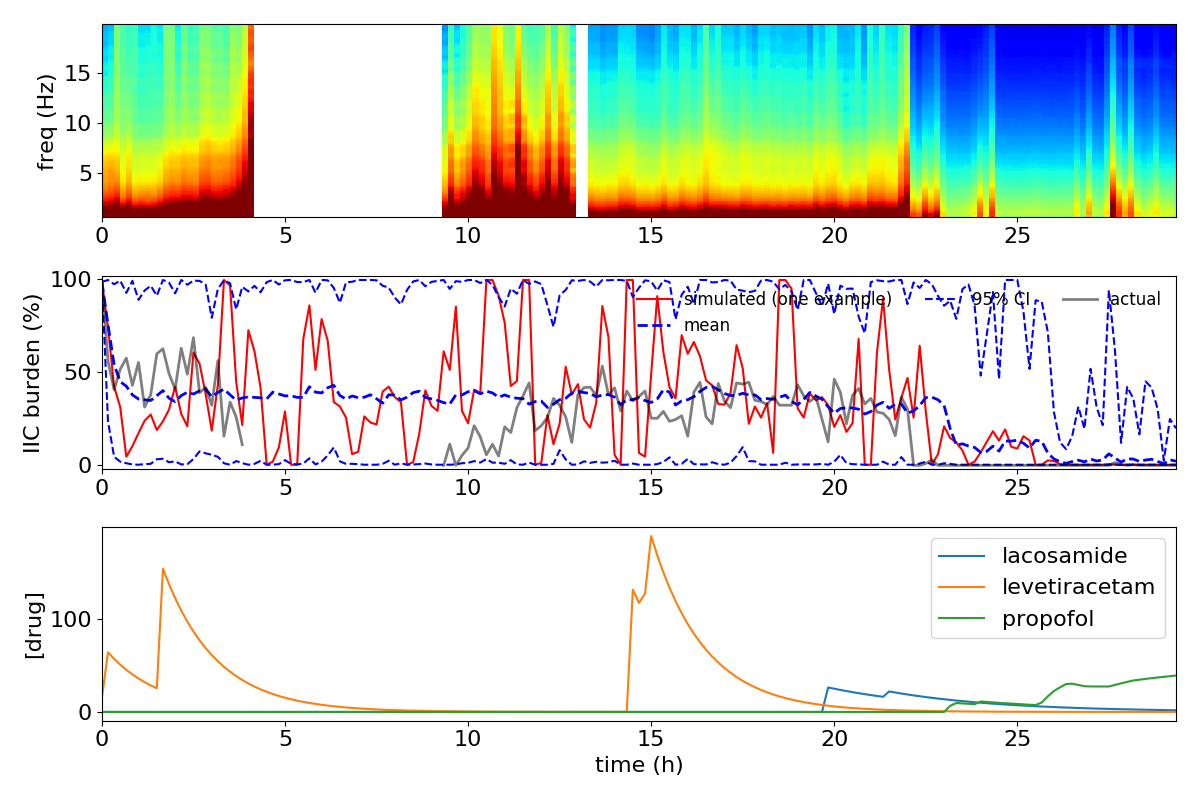 freq (Hz)
15
10
5
0 5 10 15 20 25
IIC burden (%)
100
50
0
simulated (one example) 95% CI actual
mean
0 5 10 15 20 25
[drug]
100
0
lacosamide
levetiracetam
propofol
0 5 10 15 20 25
time (h)